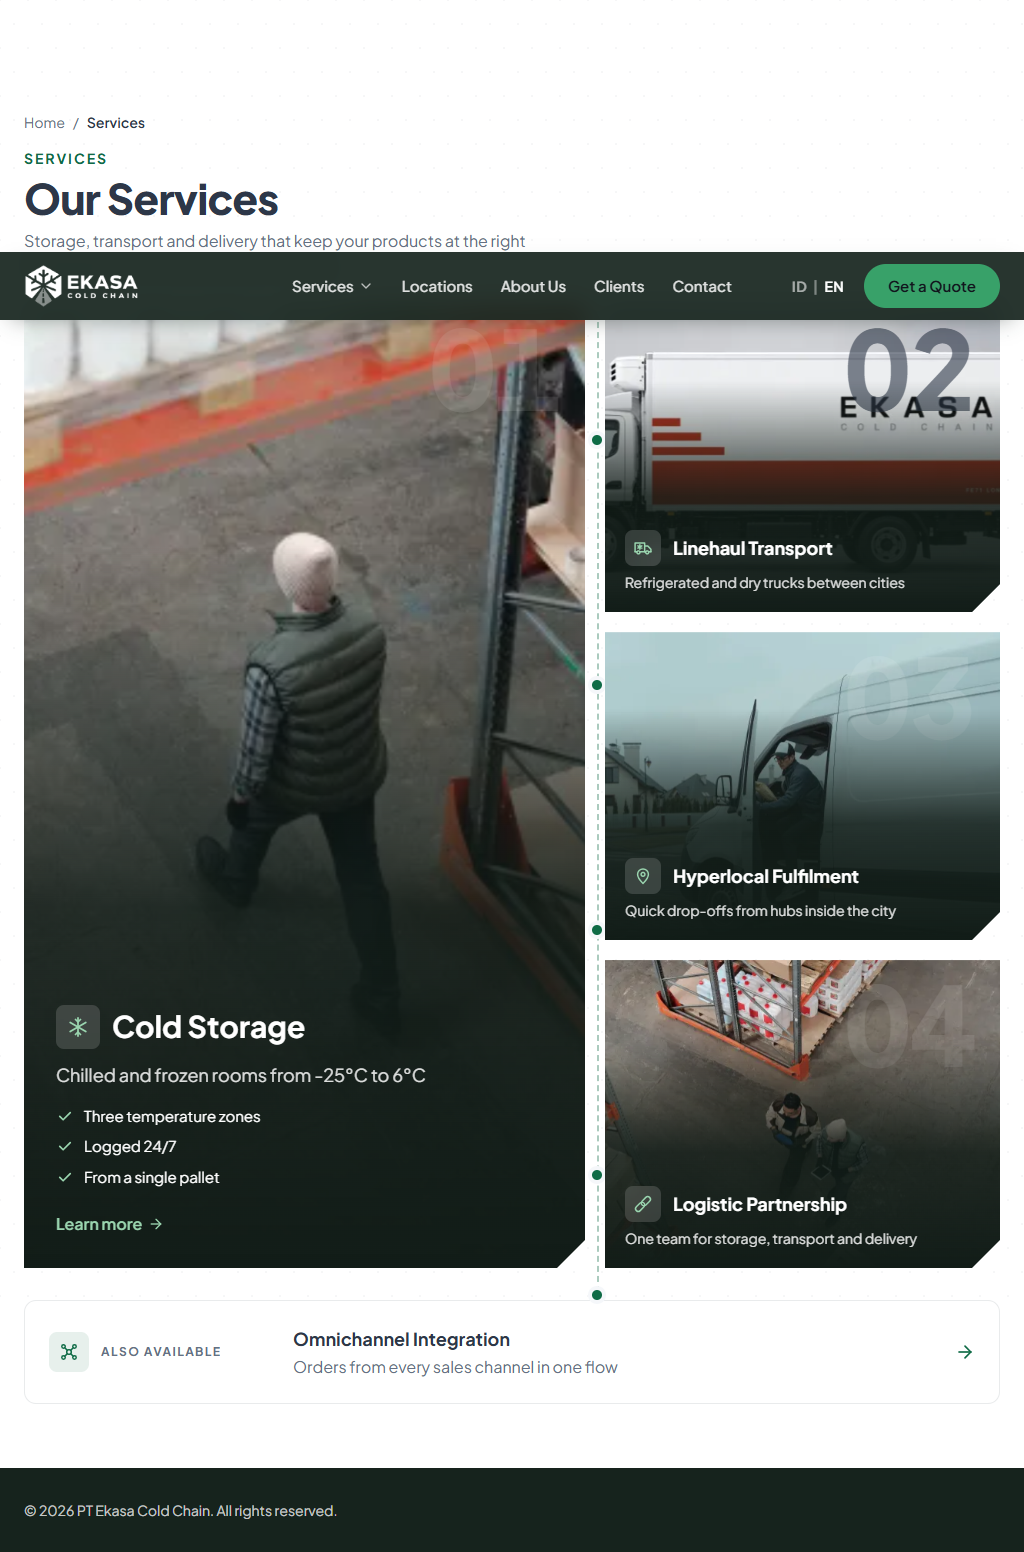 Home / Services
SERVICES
Our Services
Storage, transport and delivery that keep your products at the right
EKASA
COLD CHAIN
Services
Locations
About Us
Clients
Contact
ID | EN
Get a Quote
01
Cold Storage
Chilled and frozen rooms from -25°C to 6°C
Three temperature zones
Logged 24/7
From a single pallet
Learn more
02
EKASA
COLD CHAIN
Linehaul Transport
Refrigerated and dry trucks between cities
03
Hyperlocal Fulfilment
Quick drop-offs from hubs inside the city
04
Logistic Partnership
One team for storage, transport and delivery
ALSO AVAILABLE
Omnichannel Integration
Orders from every sales channel in one flow
© 2026 PT Ekasa Cold Chain. All rights reserved.